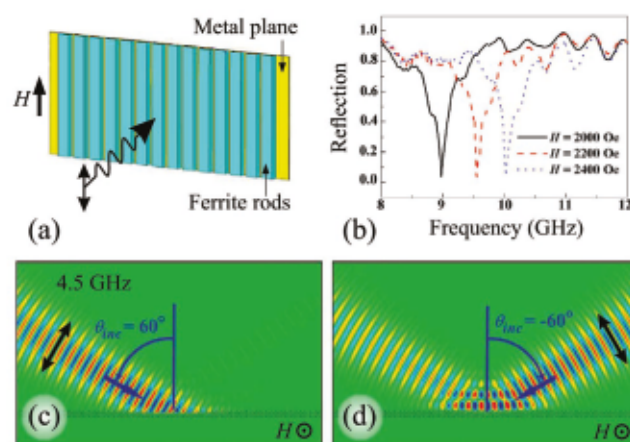 (a)
Metal plane
H
Ferrite rods
(b)
Reflection
1.0
0.8
0.6
0.4
0.2
0.0
H = 2000 Oe
H = 2200 Oe
H = 2400 Oe
8 9 10 11 12
Frequency (GHz)
(c)
4.5 GHz
θinc = 60°
H
(d)
θinc = -60°
H